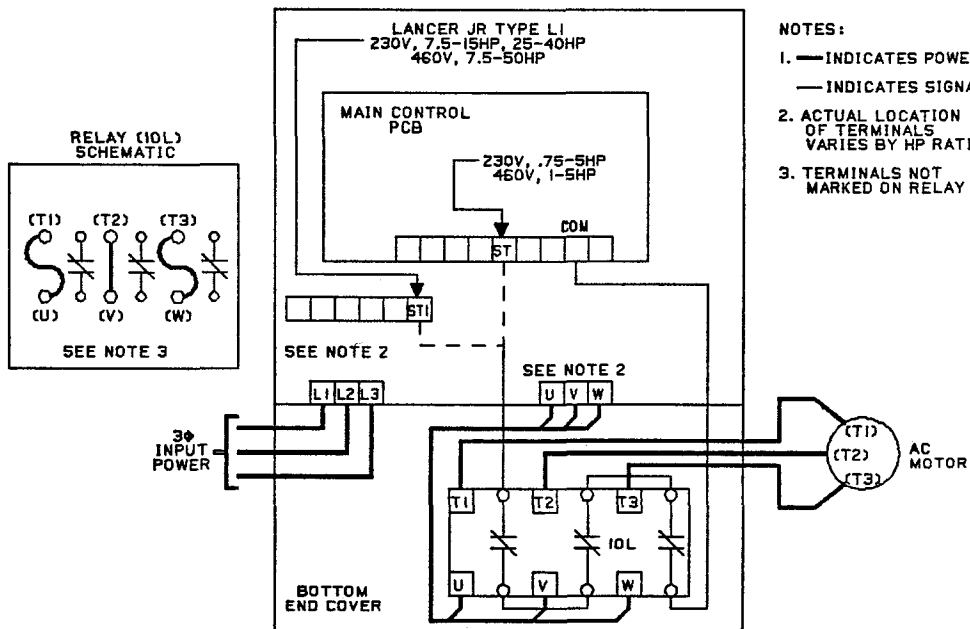 LANCER JR TYPE L1
230V, 7.5-15HP, 25-40HP
460V, 7.5-50HP
MAIN CONTROL
PCB
230V, .75-5HP
460V, 1-5HP
COM
ST
ST1
SEE NOTE 2
SEE NOTE 2
L1 L2 L3
U V W
RELAY (IOL)
SCHEMATIC
(T1) (T2) (T3)
(U) (V) (W)
SEE NOTE 3
3Φ
INPUT
POWER
T1 T2 T3
IOL
U V W
BOTTOM
END COVER
(T1)
(T2)
(T3)
AC
MOTOR
NOTES:
1. INDICATES POWE
INDICATES SIGNA
2. ACTUAL LOCATION
OF TERMINALS
VARIES BY HP RATI
3. TERMINALS NOT
MARKED ON RELAY